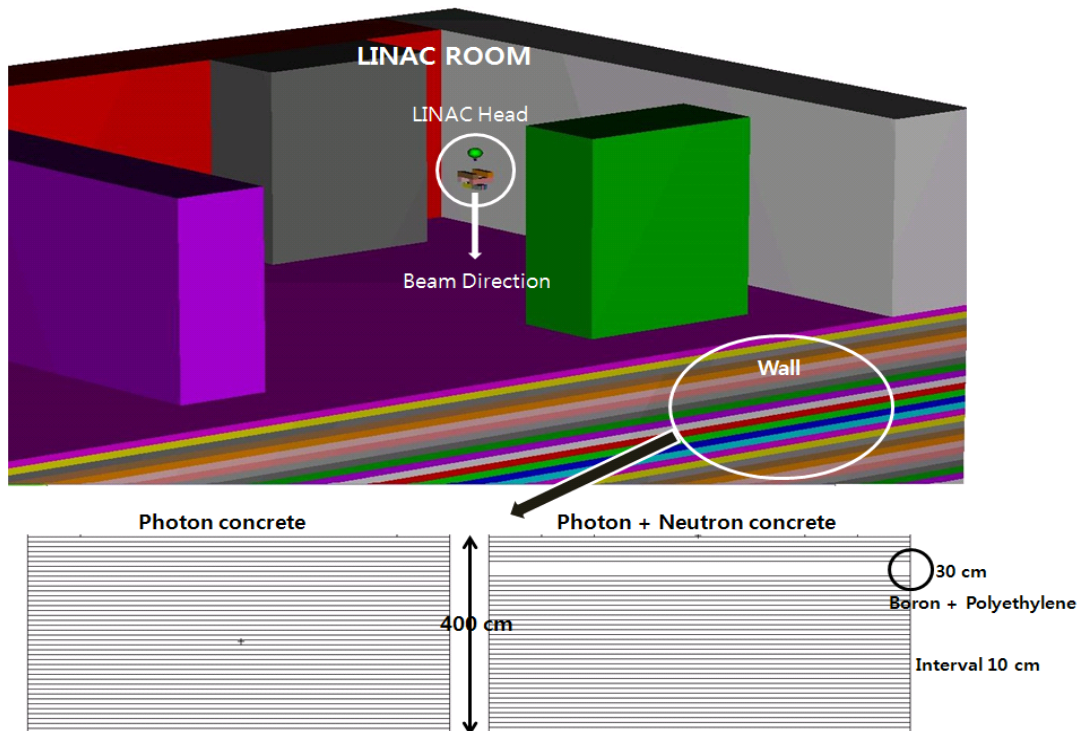 LINAC ROOM
LINAC Head
Beam Direction
Wall
Photon concrete
Photon + Neutron concrete
30 cm
Boron + Polyethylene
400 cm
Interval 10 cm